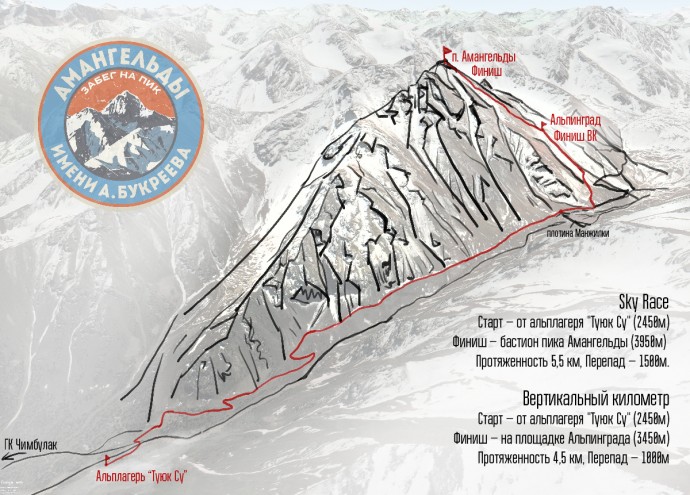 АМАНГЕЛЬДЫ
ЗАБЕГ НА ПИК
ИМЕНИ А. БУКРЕЕВА
п. Амангельды
Финиш
Альпинград
Финиш ВК
плотина Манжилки
Sky Race
Старт – от альплагеря "Туюк Су" (2450м)
Финиш – бастион пика Амангельды (3950м)
Протяженность 5,5 км, Перепад – 1500м.
Вертикальный километр
Старт – от альплагеря "Туюк Су" (2450м)
Финиш – на площадке Альпинграда (3450м)
Протяженность 4,5 км, Перепад – 1000м
ГК Чимбулак
Альплагерь "Туюк Су"